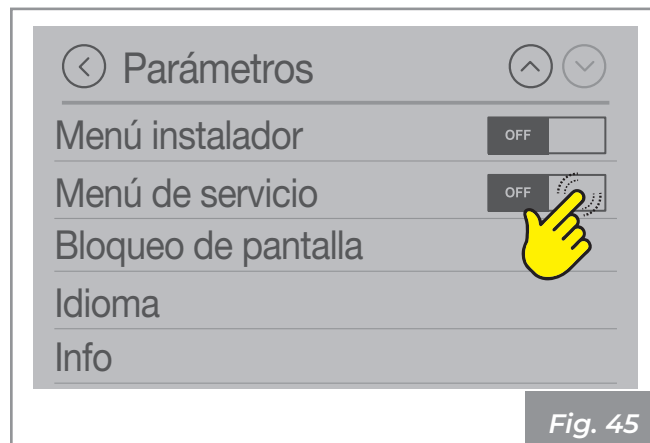 Parámetros
Menú instalador OFF
Menú de servicio OFF
Bloqueo de pantalla
Idioma
Info
Fig. 45